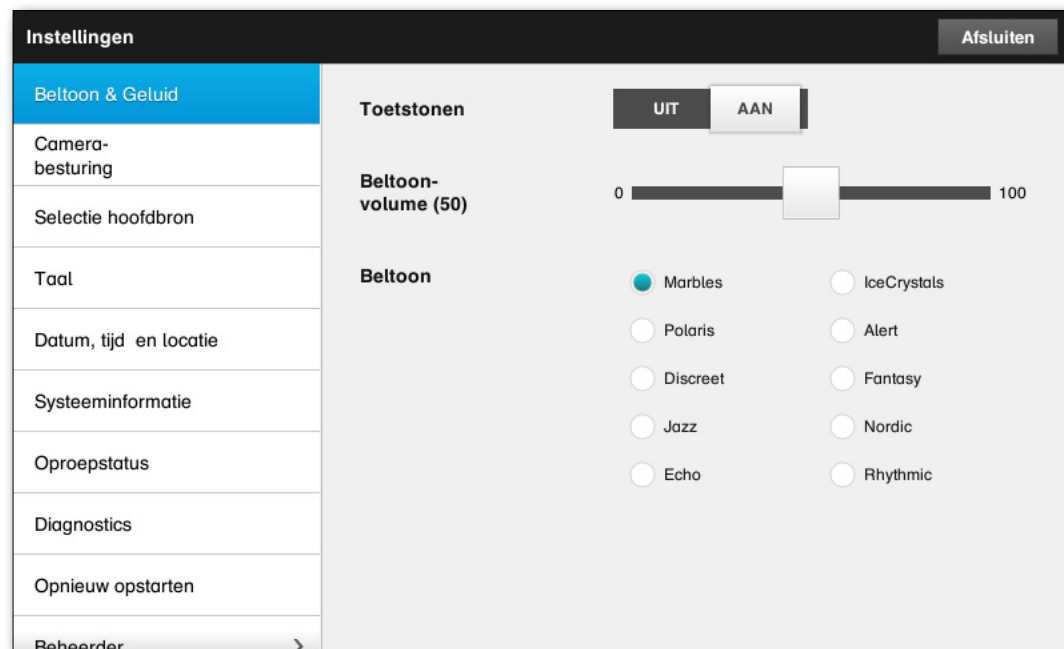 Instellingen
Afsluiten
Beltoon & Geluid
Camera-
besturing
Selectie hoofdbron
Taal
Datum, tijd en locatie
Systeeminformatie
Oproepstatus
Diagnostics
Opnieuw opstarten
Beheerder
Toetstonen
UIT AAN
Beltoon-
volume (50)
0 100
Beltoon
Marbles IceCrystals
Polaris Alert
Discreet Fantasy
Jazz Nordic
Echo Rhythmic